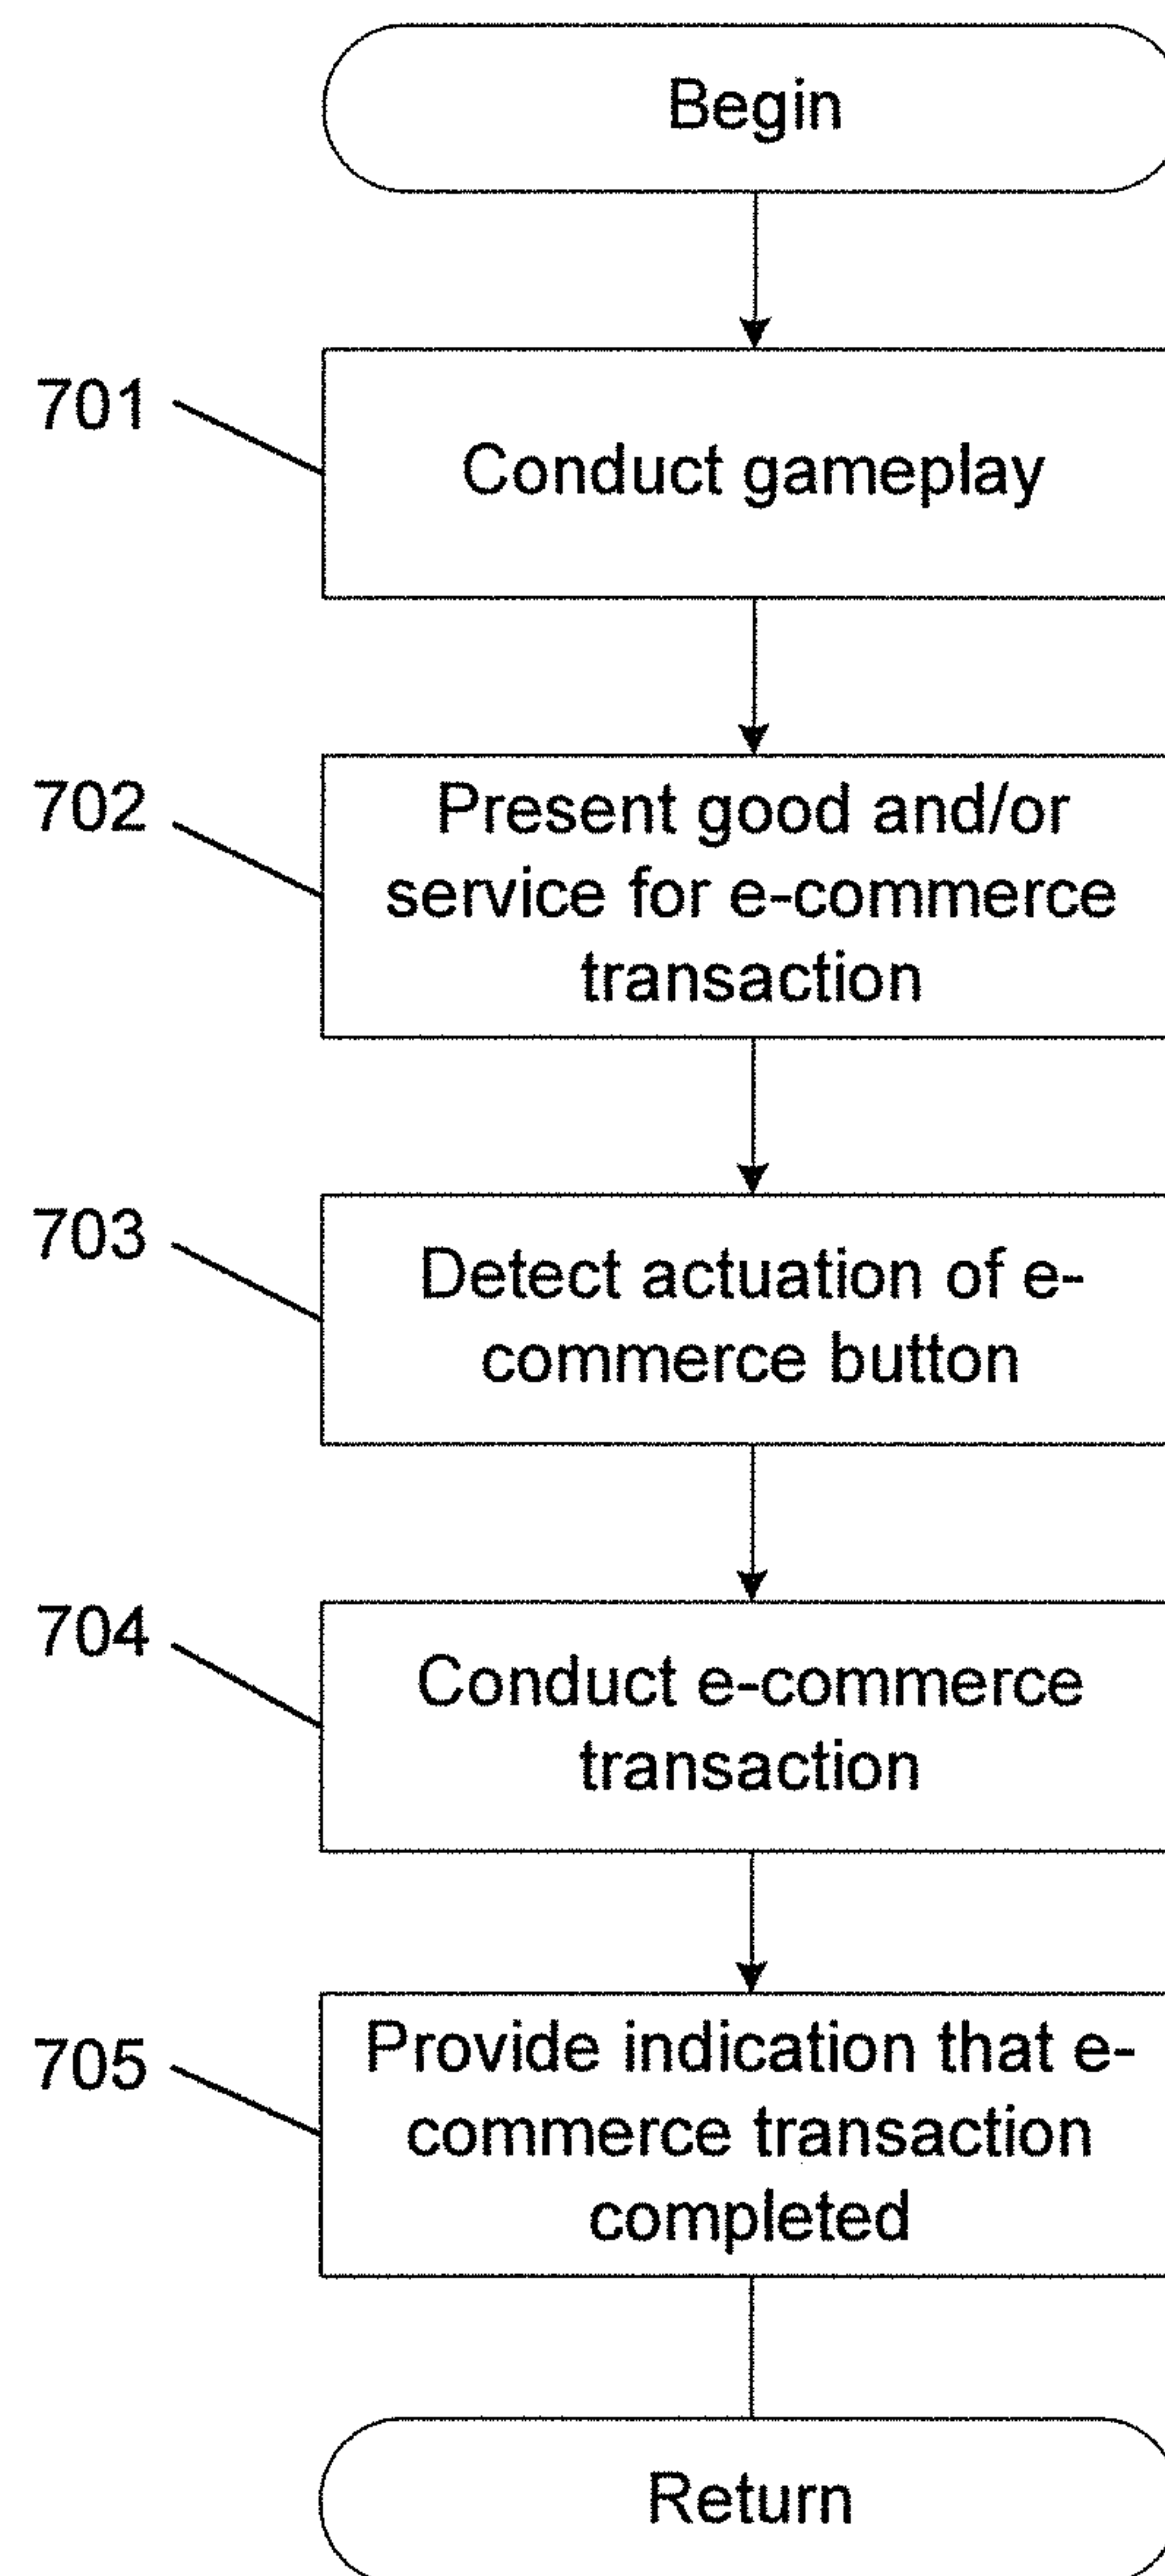 Begin
701
Conduct gameplay
702
Present good and/or
service for e-commerce
transaction
703
Detect actuation of e-
commerce button
704
Conduct e-commerce
transaction
705
Provide indication that e-
commerce transaction
completed
Return